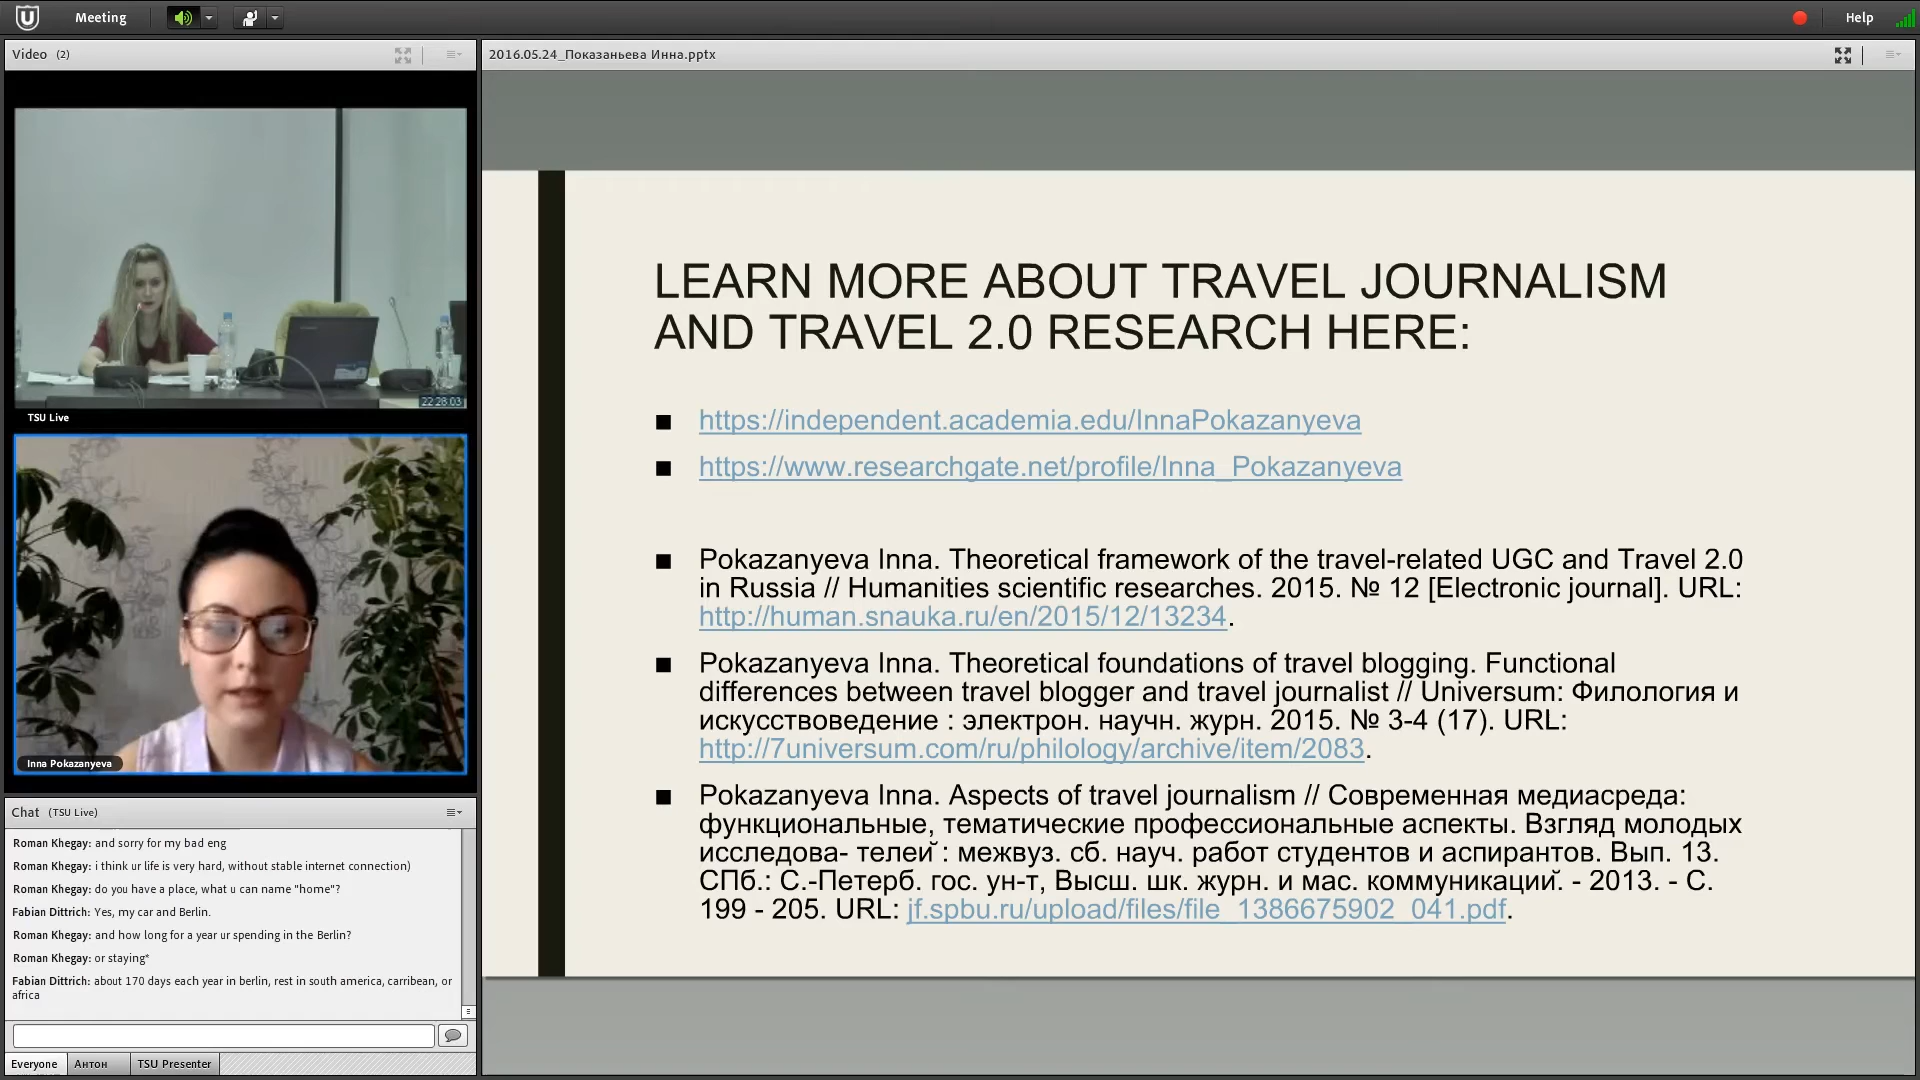 Meeting
Help
Video (2)
2016.05.24_Показаньева Инна.pptx
22:28:03
TSU Live
Inna Pokazanyeva
Chat (TSU Live)
Roman Khegay: and sorry for my bad eng
Roman Khegay: i think ur life is very hard, without stable internet connection)
Roman Khegay: do you have a place, what u can name "home"?
Fabian Dittrich: Yes, my car and Berlin.
Roman Khegay: and how long for a year ur spending in the Berlin?
Roman Khegay: or staying*
Fabian Dittrich: about 170 days each year in berlin, rest in south america, carribean, or
africa
Everyone
Антон
TSU Presenter
LEARN MORE ABOUT TRAVEL JOURNALISM
AND TRAVEL 2.0 RESEARCH HERE:
■ https://independent.academia.edu/InnaPokazanyeva
■ https://www.researchgate.net/profile/Inna_Pokazanyeva
■ Pokazanyeva Inna. Theoretical framework of the travel-related UGC and Travel 2.0
in Russia // Humanities scientific researches. 2015. № 12 [Electronic journal]. URL:
http://human.snauka.ru/en/2015/12/13234.
■ Pokazanyeva Inna. Theoretical foundations of travel blogging. Functional
differences between travel blogger and travel journalist // Universum: Филология и
искусствоведение : электрон. научн. журн. 2015. № 3-4 (17). URL:
http://7universum.com/ru/philology/archive/item/2083.
■ Pokazanyeva Inna. Aspects of travel journalism // Современная медиасреда:
функциональные, тематические профессиональные аспекты. Взгляд молодых
исследова- телей : межвуз. сб. науч. работ студентов и аспирантов. Вып. 13.
СПб.: С.-Петерб. гос. ун-т, Высш. шк. журн. и мас. коммуникаций. - 2013. - С.
199 - 205. URL: jf.spbu.ru/upload/files/file_1386675902_041.pdf.